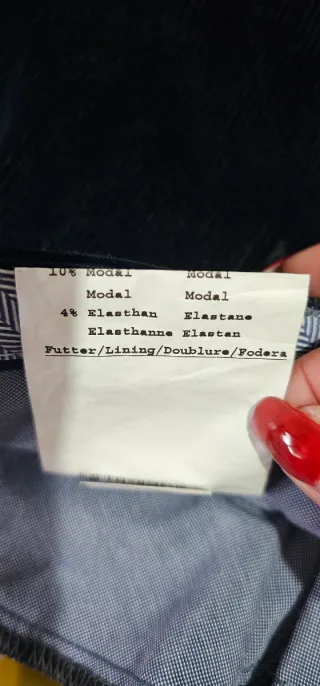 10% Modal Modal
Modal Modal
4% Elasthan Elastane
Elasthanne Elastan
Futter/Lining/Doublure/Fodera